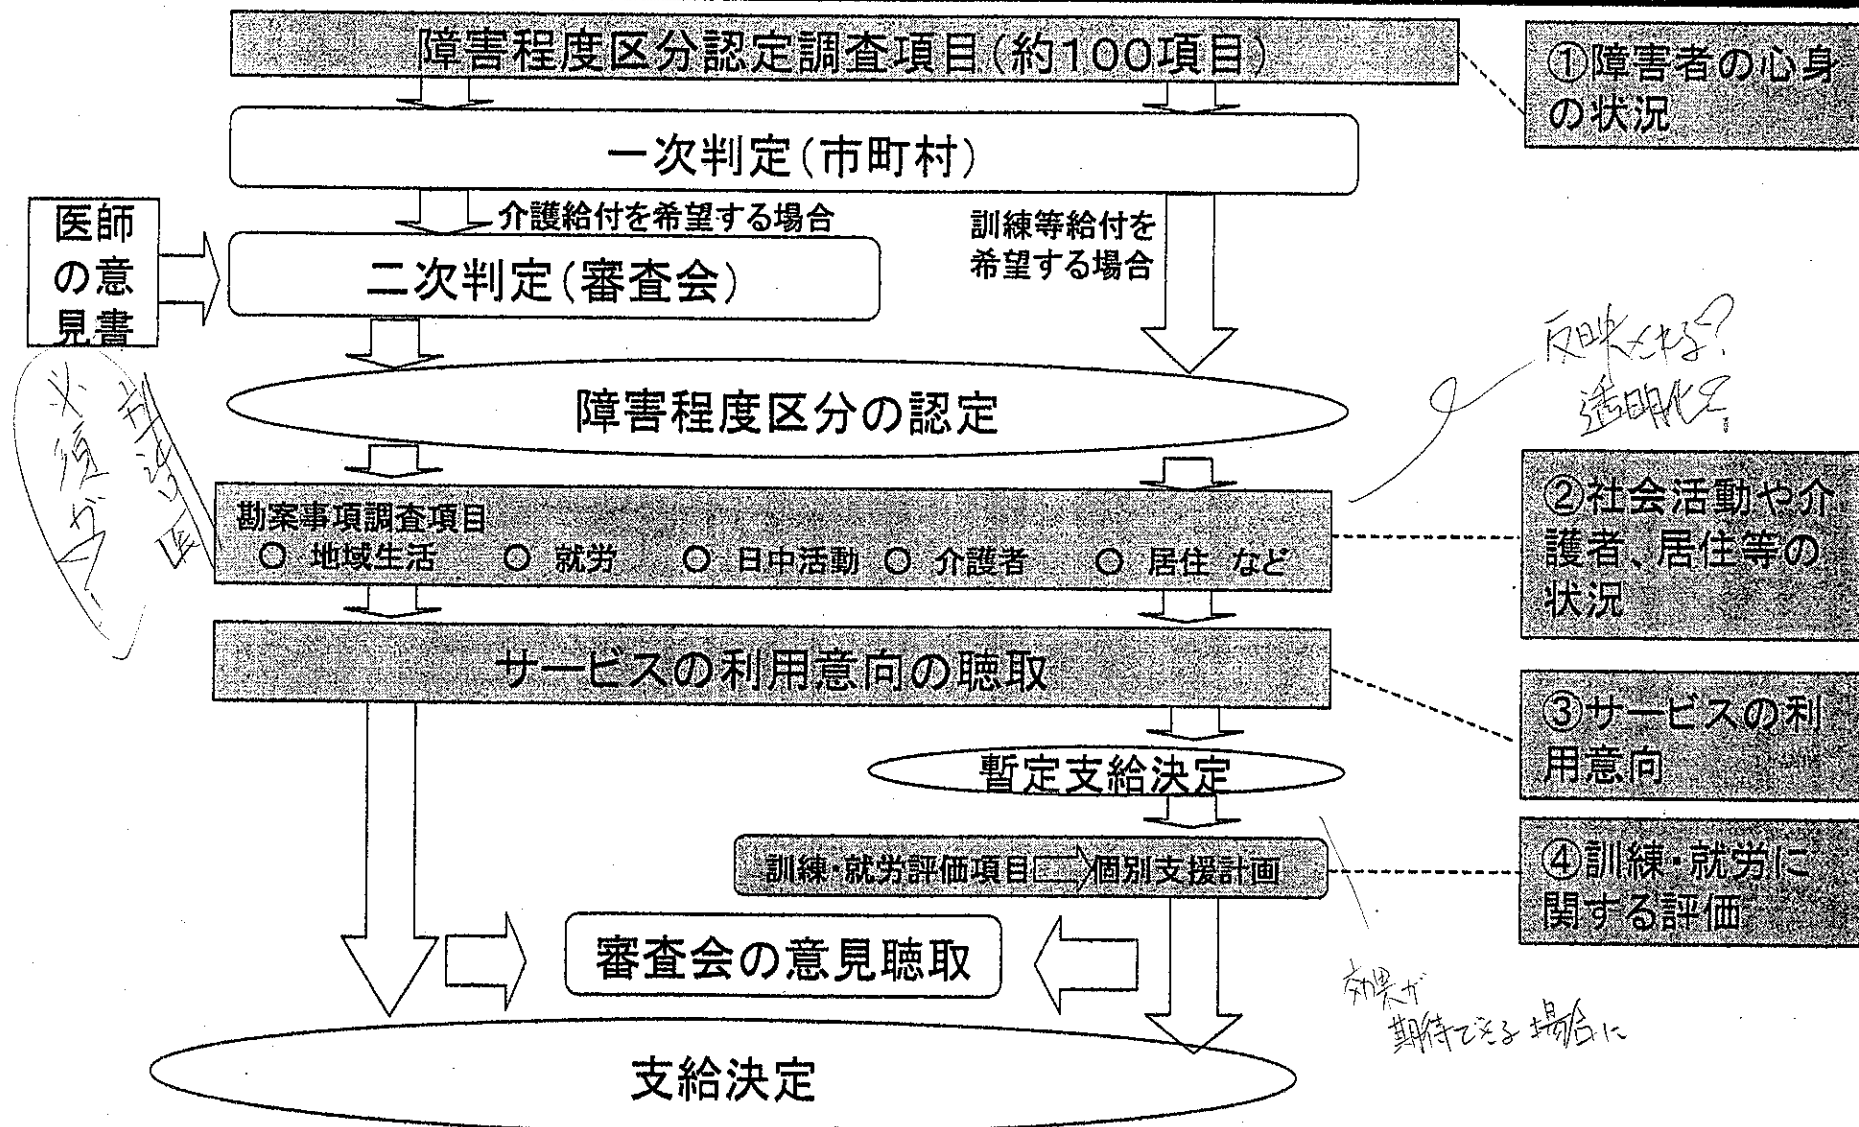 障害程度区分認定調査項目(約100項目)
①障害者の心身
の状況
一次判定(市町村)
介護給付を希望する場合
訓練等給付を
希望する場合
医師
の意
見書
二次判定(審査会)
反映される?
透明化?
障害程度区分の認定
必須が
勘案事項調査項目
○ 地域生活 ○ 就労 ○ 日中活動 ○ 介護者 ○ 居住 など
②社会活動や介
護者、居住等の
状況
サービスの利用意向の聴取
③サービスの利
用意向
暫定支給決定
訓練・就労評価項目 個別支援計画
④訓練・就労に
関する評価
審査会の意見聴取
効果が
期待できる場合に
支給決定